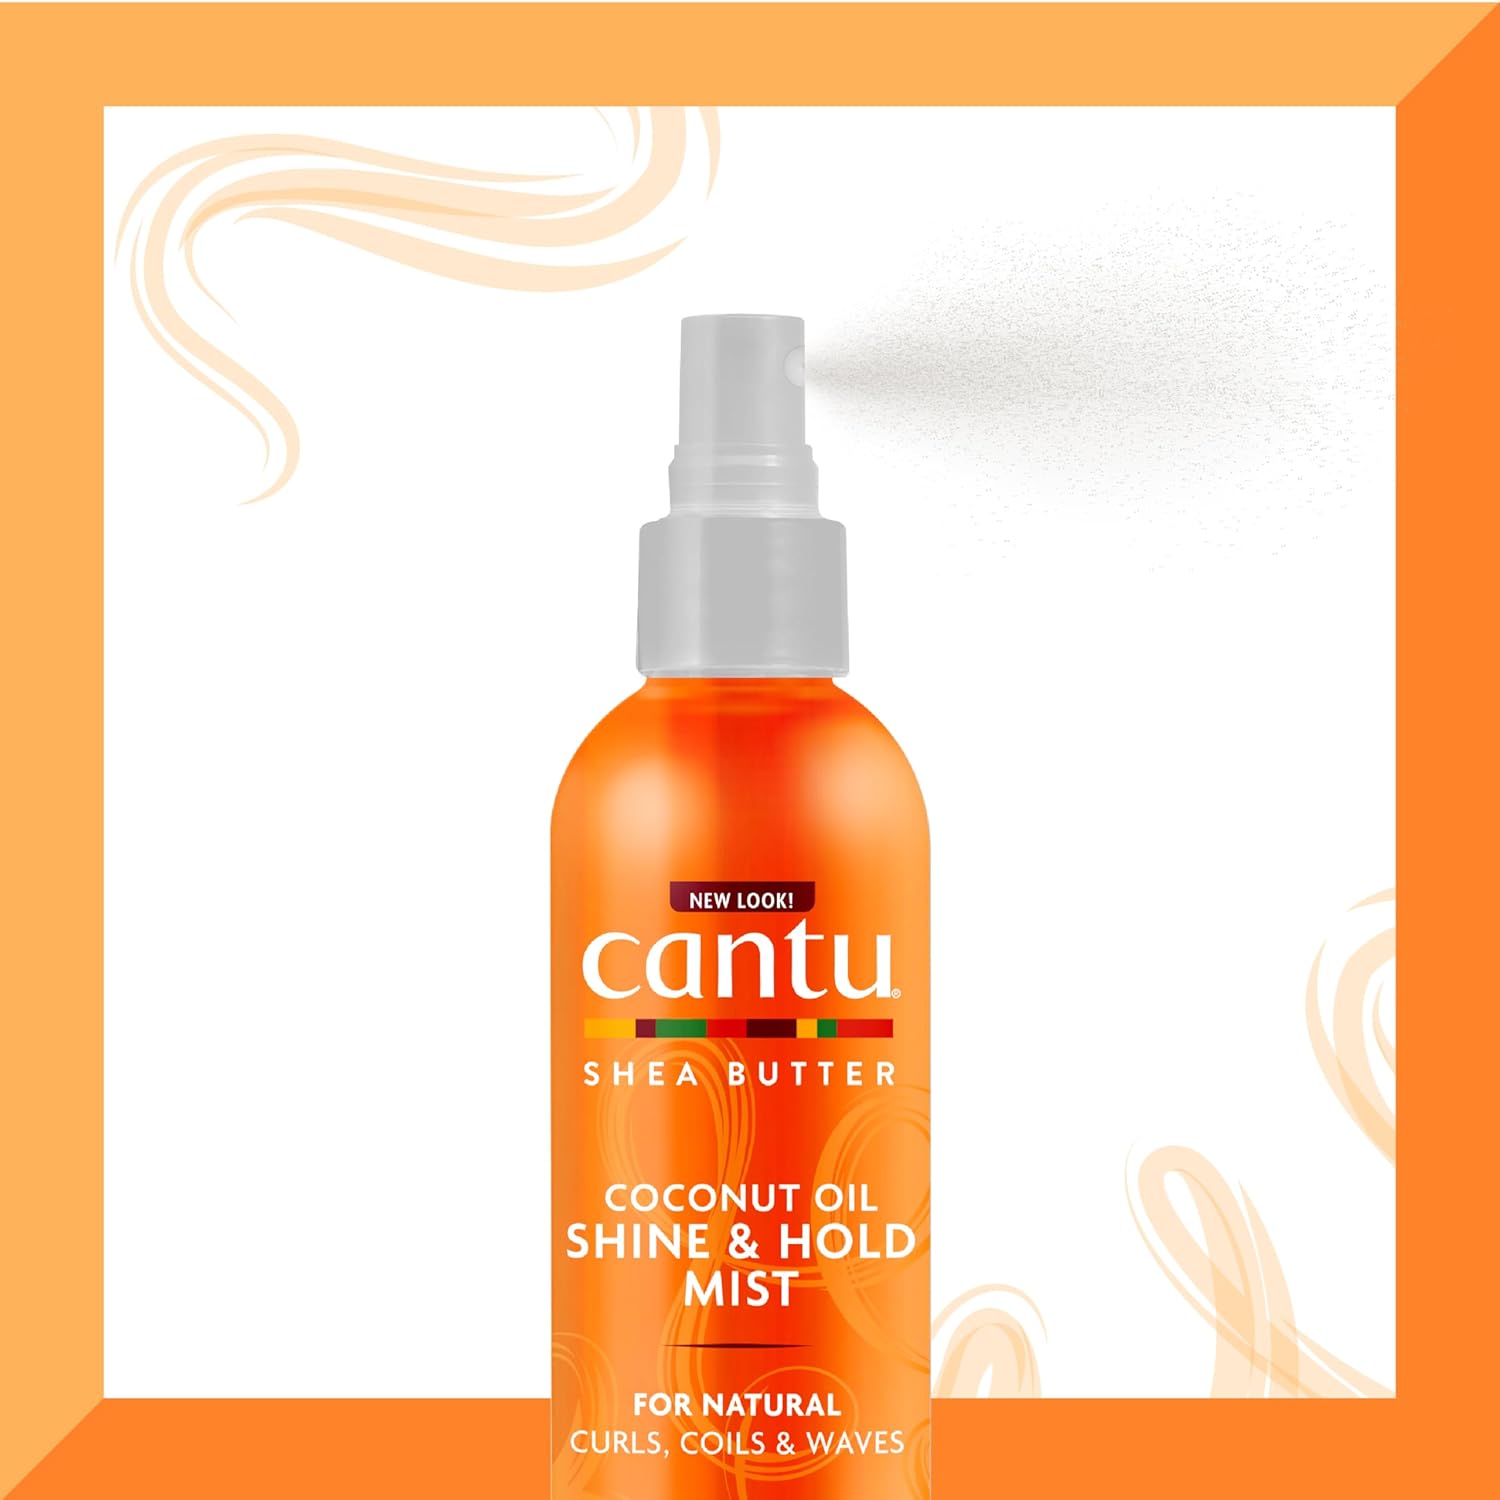 NEW LOOK!
cantu®
SHEA BUTTER
COCONUT OIL
SHINE & HOLD
MIST
FOR NATURAL
CURLS, COILS & WAVES